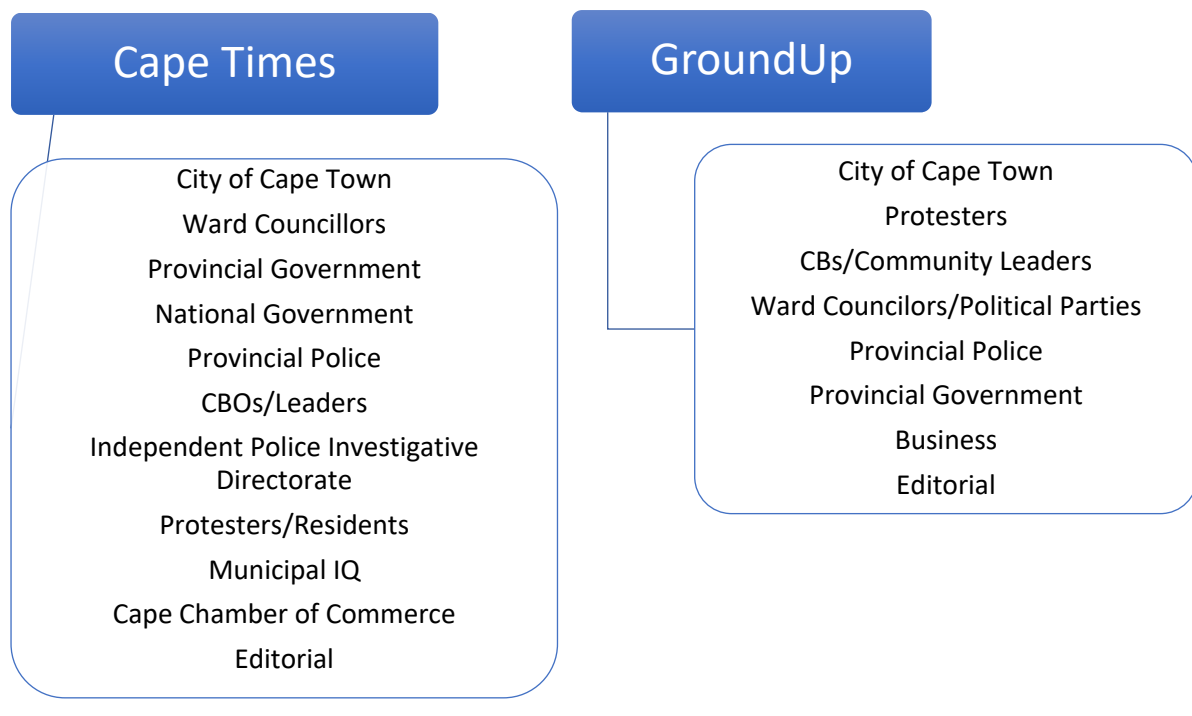 Cape Times
City of Cape Town
Ward Councillors
Provincial Government
National Government
Provincial Police
CBOs/Leaders
Independent Police Investigative
Directorate
Protesters/Residents
Municipal IQ
Cape Chamber of Commerce
Editorial
GroundUp
City of Cape Town
Protesters
CBs/Community Leaders
Ward Councilors/Political Parties
Provincial Police
Provincial Government
Business
Editorial